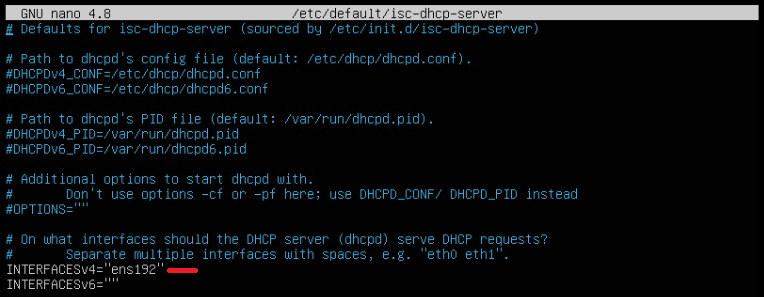 GNU nano 4.8 /etc/default/isc-dhcp-server
# Defaults for isc-dhcp-server (sourced by /etc/init.d/isc-dhcp-server)
# Path to dhcpd's config file (default: /etc/dhcp/dhcpd.conf).
#DHCPDv4_CONF=/etc/dhcp/dhcpd.conf
#DHCPDv6_CONF=/etc/dhcp/dhcpd6.conf
# Path to dhcpd's PID file (default: /var/run/dhcpd.pid).
#DHCPDv4_PID=/var/run/dhcpd.pid
#DHCPDv6_PID=/var/run/dhcpd6.pid
# Additional options to start dhcpd with.
# Don't use options -cf or -pf here; use DHCPD_CONF/ DHCPD_PID instead
#OPTIONS=""
# On what interfaces should the DHCP server (dhcpd) serve DHCP requests?
# Separate multiple interfaces with spaces, e.g. "eth0 eth1".
INTERFACESv4="ens192"
INTERFACESv6=""